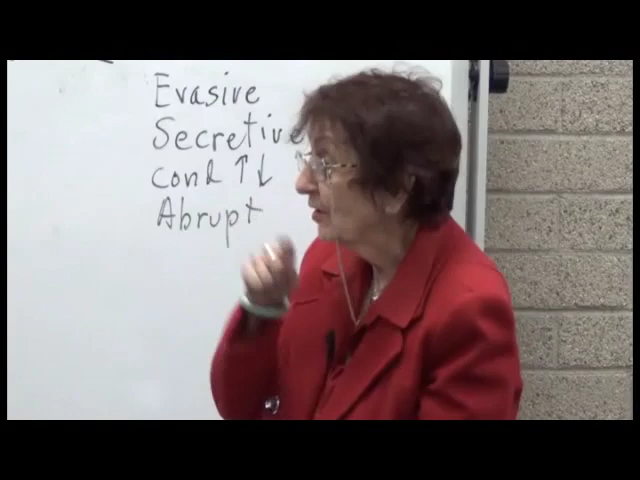 Evasive
Secretive
cond ↑↓
Abrupt